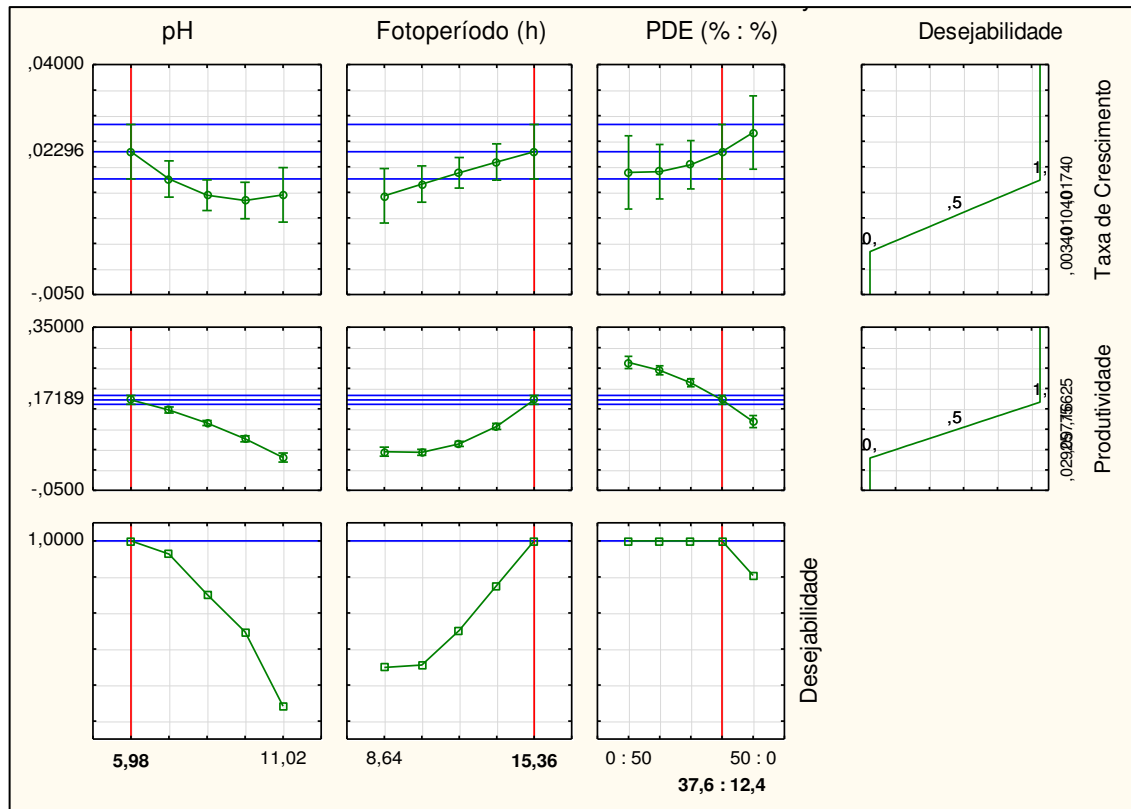 pH
Fotoperíodo (h)
PDE (% : %)
Desejabilidade
,04000
,02296
-,0050
0,
,5
1,
Taxa de Crescimento
,35000
,17189
-,0500
0,
,5
1,
Produtividade
1,0000
Desejabilidade
5,98
11,02
8,64
15,36
0 : 50
50 : 0
37,6 : 12,4